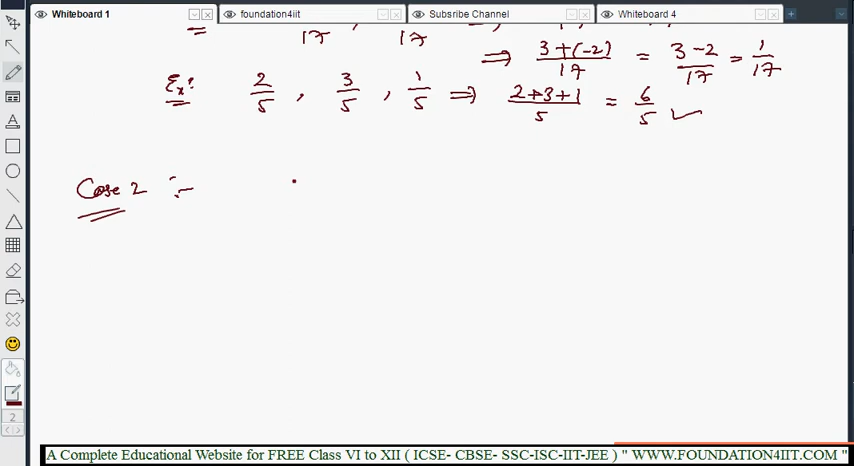 Whiteboard 1 foundation4iit Subsribe Channel Whiteboard 4
= 17 , 17
⇒ 3+(-2)/17 = 3-2/17 = 1/17
Ex: 2/5 , 3/5 , 1/5 ⇒ 2+3+1/5 = 6/5 ✓
Case 2 :-
2
A Complete Educational Website for FREE Class VI to XII ( ICSE- CBSE- SSC-ISC-IIT-JEE ) " WWW.FOUNDATION4IIT.COM "